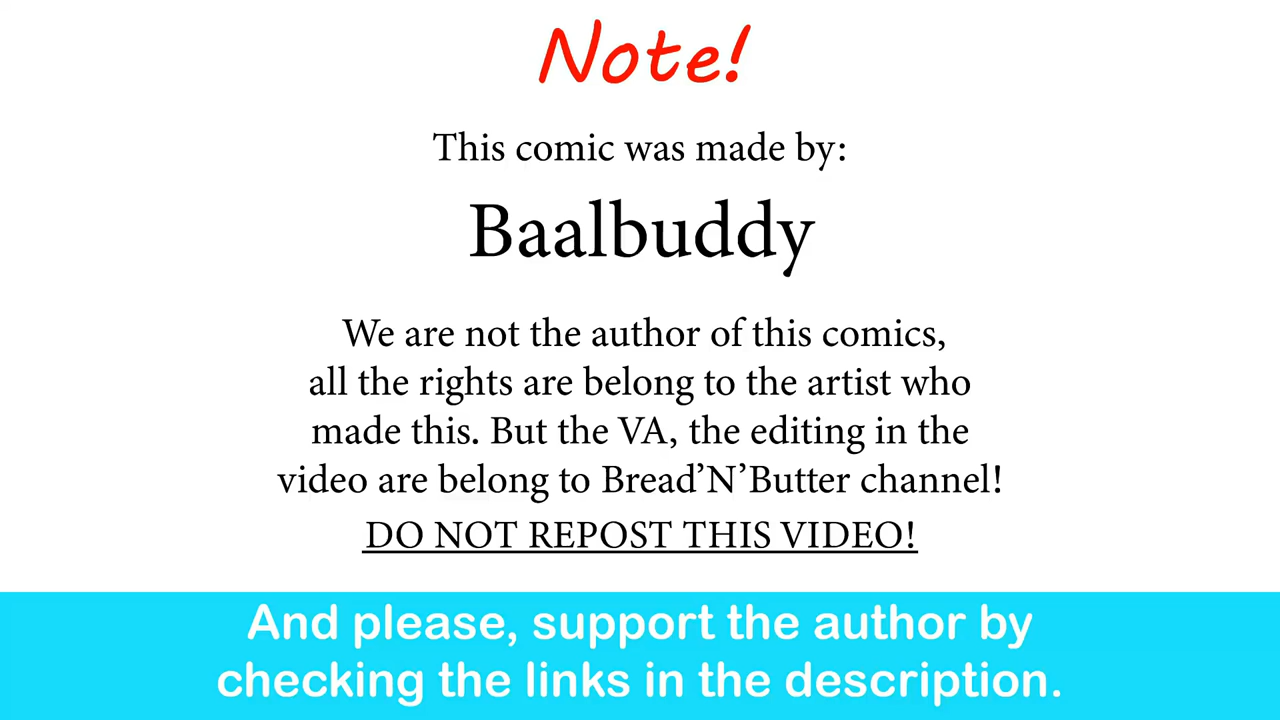 Note!
This comic was made by:
Baalbuddy
We are not the author of this comics,
all the rights are belong to the artist who
made this. But the VA, the editing in the
video are belong to Bread’N’Butter channel!
DO NOT REPOST THIS VIDEO!
And please, support the author by
checking the links in the description.